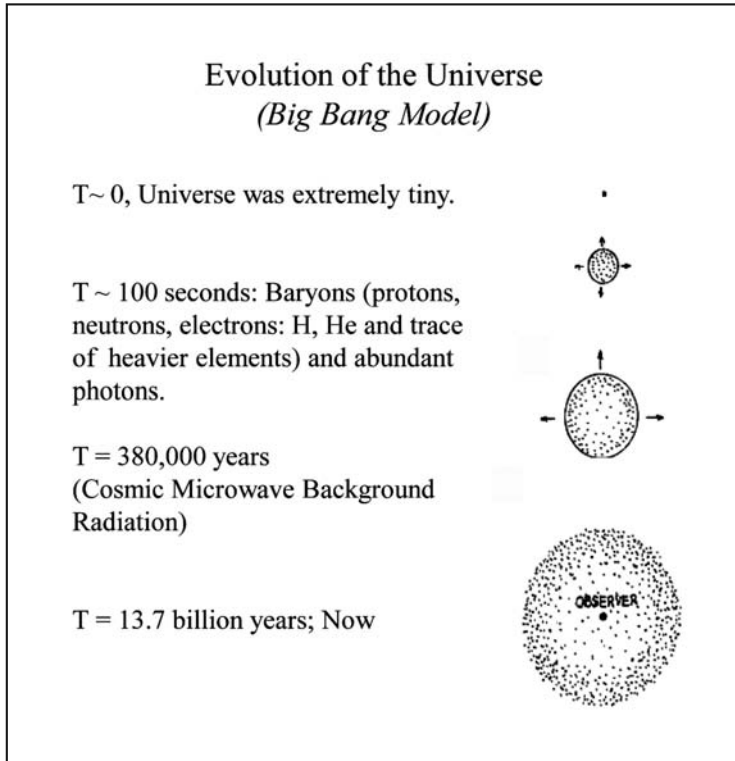 Evolution of the Universe
(Big Bang Model)
T~ 0, Universe was extremely tiny.
T ~ 100 seconds: Baryons (protons,
neutrons, electrons: H, He and trace
of heavier elements) and abundant
photons.
T = 380,000 years
(Cosmic Microwave Background
Radiation)
OBSERVER
T = 13.7 billion years; Now